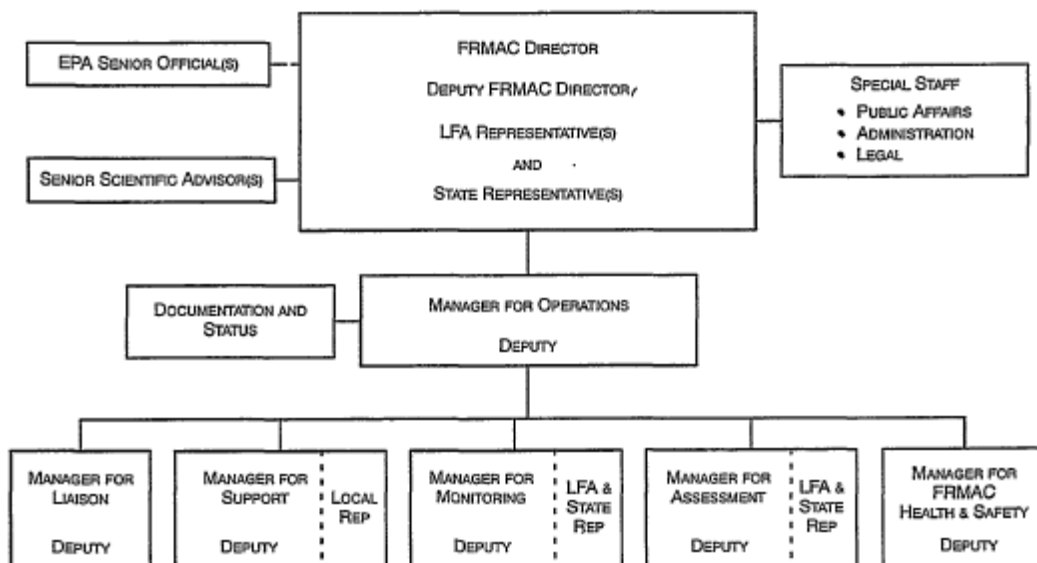 FRMAC DIRECTOR
DEPUTY FRMAC DIRECTOR,
LFA REPRESENTATIVE(S)
AND
STATE REPRESENTATIVE(S)
EPA SENIOR OFFICIAL(S)
SENIOR SCIENTIFIC ADVISOR(S)
SPECIAL STAFF
• PUBLIC AFFAIRS
• ADMINISTRATION
• LEGAL
DOCUMENTATION AND
STATUS
MANAGER FOR OPERATIONS
DEPUTY
MANAGER FOR
LIAISON
DEPUTY
MANAGER FOR
SUPPORT
DEPUTY
LOCAL
REP
MANAGER FOR
MONITORING
DEPUTY
LFA &
STATE
REP
MANAGER FOR
ASSESSMENT
DEPUTY
LFA &
STATE
REP
MANAGER FOR
FRMAC
HEALTH & SAFETY
DEPUTY